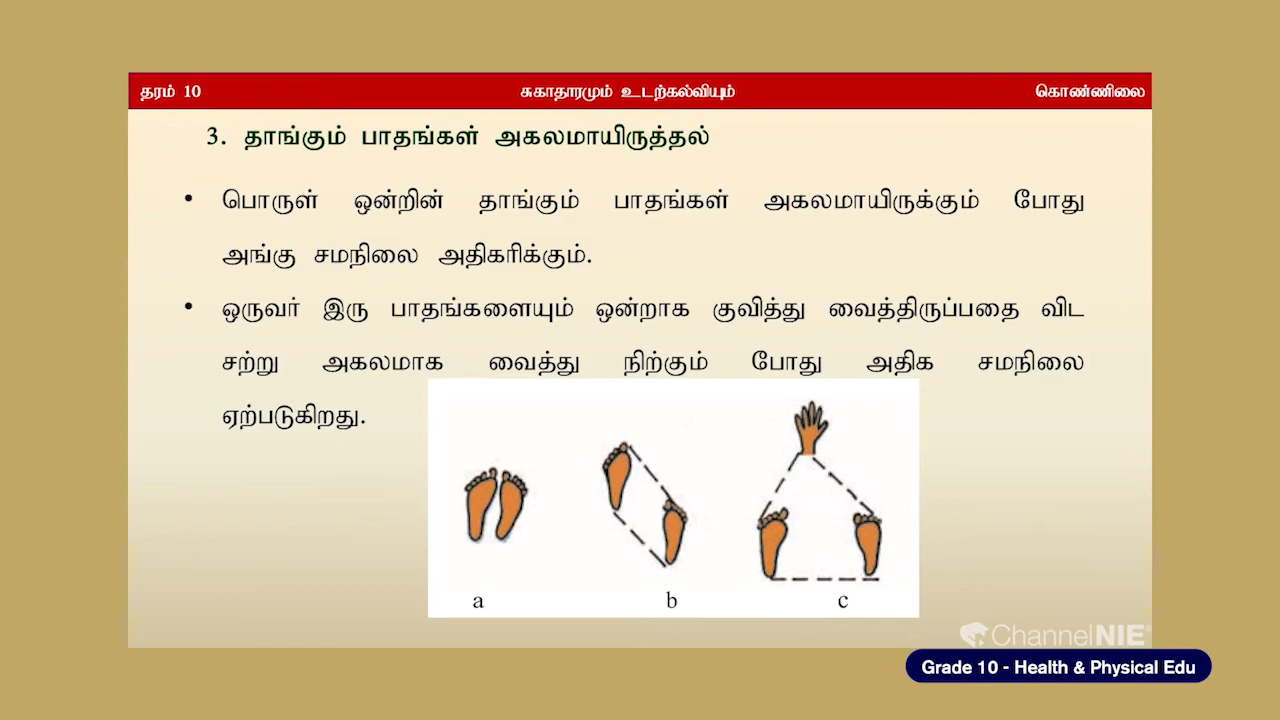 தரம் 10 சுகாதாரமும் உடற்கல்வியும் கொண்ணிலை
3. தாங்கும் பாதங்கள் அகலமாயிருத்தல்
• பொருள் ஒன்றின் தாங்கும் பாதங்கள் அகலமாயிருக்கும் போது
அங்கு சமநிலை அதிகரிக்கும்.
• ஒருவர் இரு பாதங்களையும் ஒன்றாக குவித்து வைத்திருப்பதை விட
சற்று அகலமாக வைத்து நிற்கும் போது அதிக சமநிலை
ஏற்படுகிறது.
a b c
ChannelNIE
Grade 10 - Health & Physical Edu